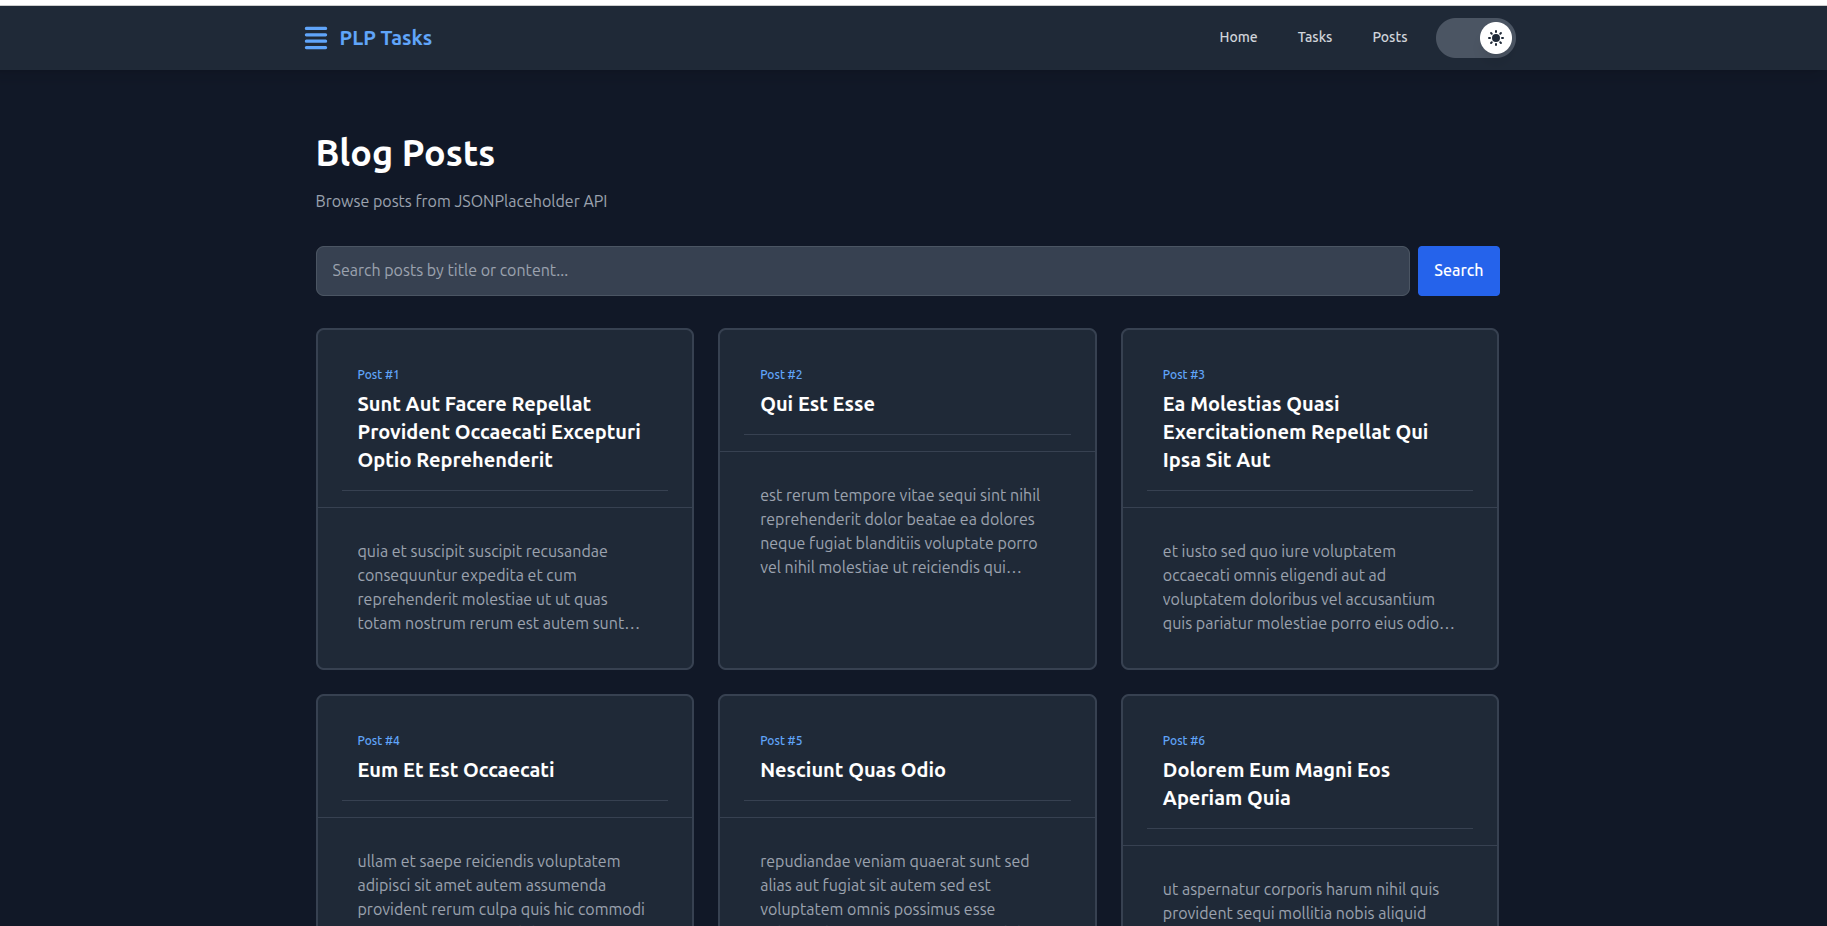 PLP Tasks
Home
Tasks
Posts
Blog Posts
Browse posts from JSONPlaceholder API
Search posts by title or content...
Search
Post #1
Sunt Aut Facere Repellat
Provident Occaecati Excepturi
Optio Reprehenderit
quia et suscipit suscipit recusandae
consequuntur expedita et cum
reprehenderit molestiae ut ut quas
totam nostrum rerum est autem sunt…
Post #2
Qui Est Esse
est rerum tempore vitae sequi sint nihil
reprehenderit dolor beatae ea dolores
neque fugiat blanditiis voluptate porro
vel nihil molestiae ut reiciendis qui…
Post #3
Ea Molestias Quasi
Exercitationem Repellat Qui
Ipsa Sit Aut
et iusto sed quo iure voluptatem
occaecati omnis eligendi aut ad
voluptatem doloribus vel accusantium
quis pariatur molestiae porro eius odio…
Post #4
Eum Et Est Occaecati
ullam et saepe reiciendis voluptatem
adipisci sit amet autem assumenda
provident rerum culpa quis hic commodi
Post #5
Nesciunt Quas Odio
repudiandae veniam quaerat sunt sed
alias aut fugiat sit autem sed est
voluptatem omnis possimus esse
Post #6
Dolorem Eum Magni Eos
Aperiam Quia
ut aspernatur corporis harum nihil quis
provident sequi mollitia nobis aliquid